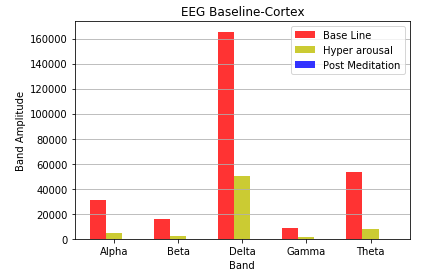 EEG Baseline-Cortex
Base Line
Hyper arousal
Post Meditation
160000
140000
120000
100000
80000
60000
40000
20000
0
Band Amplitude
Alpha Beta Delta Gamma Theta
Band